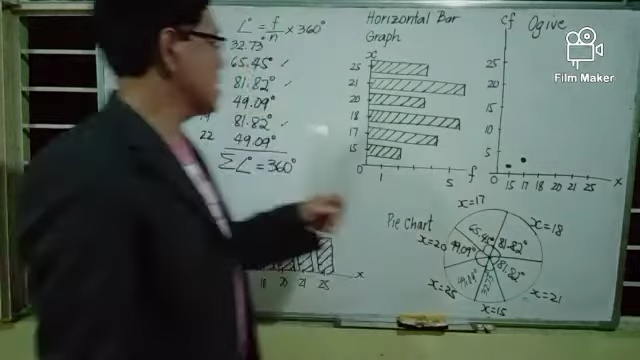 ∠° = f/n × 360°
32.73°
65.45° ✓
81.82° ✓
49.09°
81.82° ✓
22 49.09°
Σ∠° = 360°
Horizontal Bar
Graph
x
25
21
20
18
17
15
0 1 5 f
cf Ogive
25
20
15
10
5
0 15 17 18 20 21 25 x
Film Maker
18 20 21 25 x
Pie Chart
x=17
x=18
x=20
x=21
x=25
x=15
65.45°
81.82°
49.09°
81.82°
49.09°